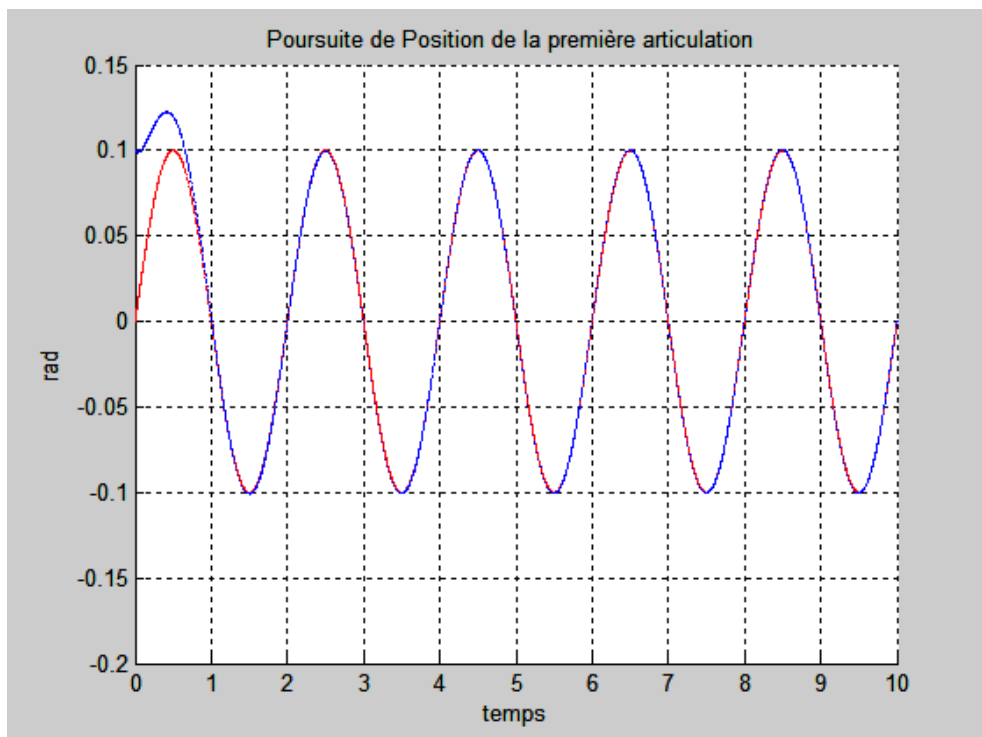 Poursuite de Position de la première articulation
0.15
0.1
0.05
0
-0.05
-0.1
-0.15
-0.2
rad
0 1 2 3 4 5 6 7 8 9 10
temps